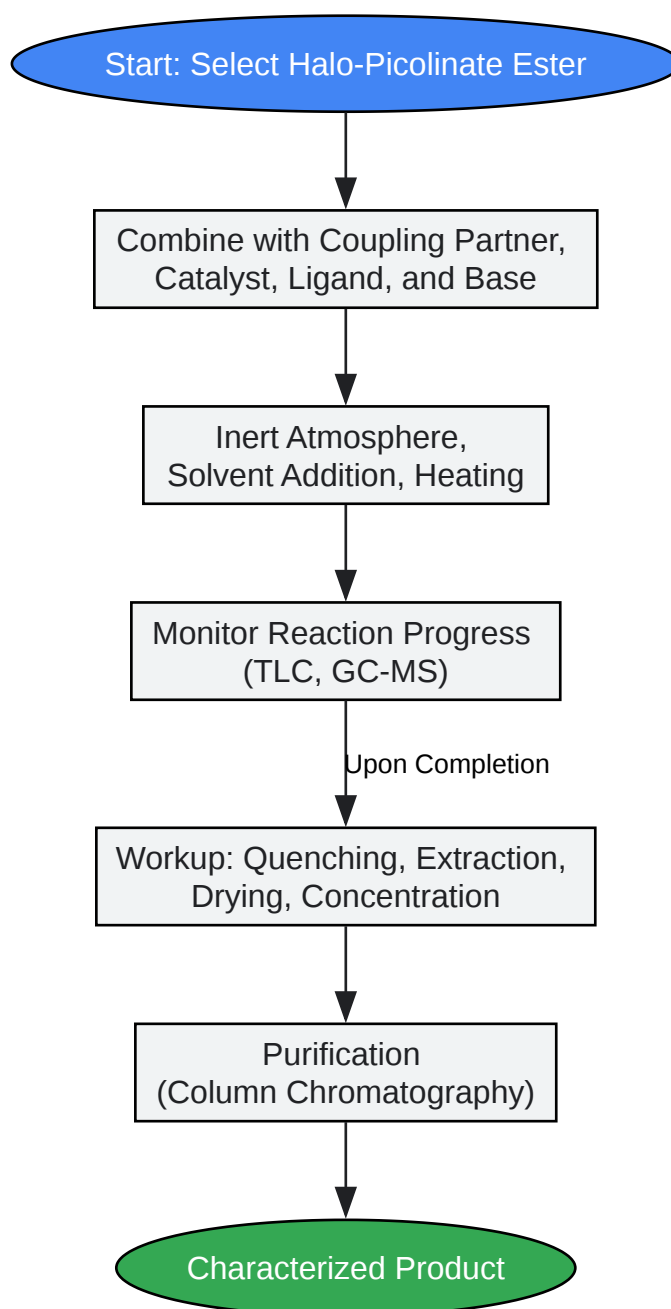 Start: Select Halo-Picolinate Ester
Combine with Coupling Partner,
Catalyst, Ligand, and Base
Inert Atmosphere,
Solvent Addition, Heating
Monitor Reaction Progress
(TLC, GC-MS)
Upon Completion
Workup: Quenching, Extraction,
Drying, Concentration
Purification
(Column Chromatography)
Characterized Product